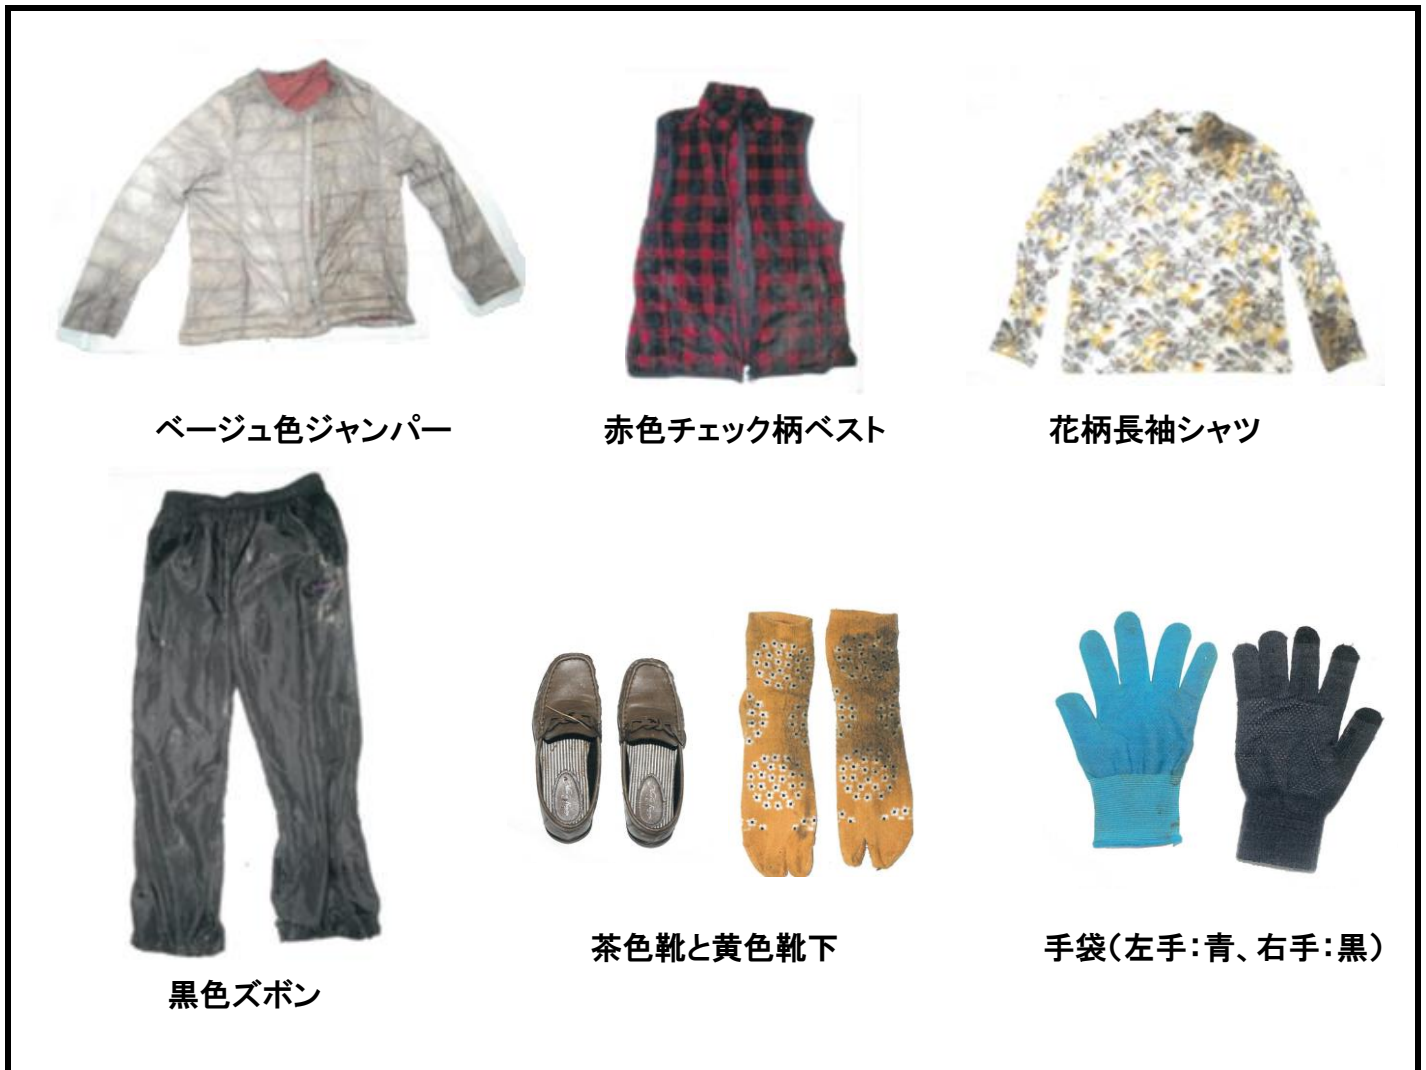 ベージュ色ジャンパー
赤色チェック柄ベスト
花柄長袖シャツ
黒色ズボン
茶色靴と黄色靴下
手袋（左手：青、右手：黒）